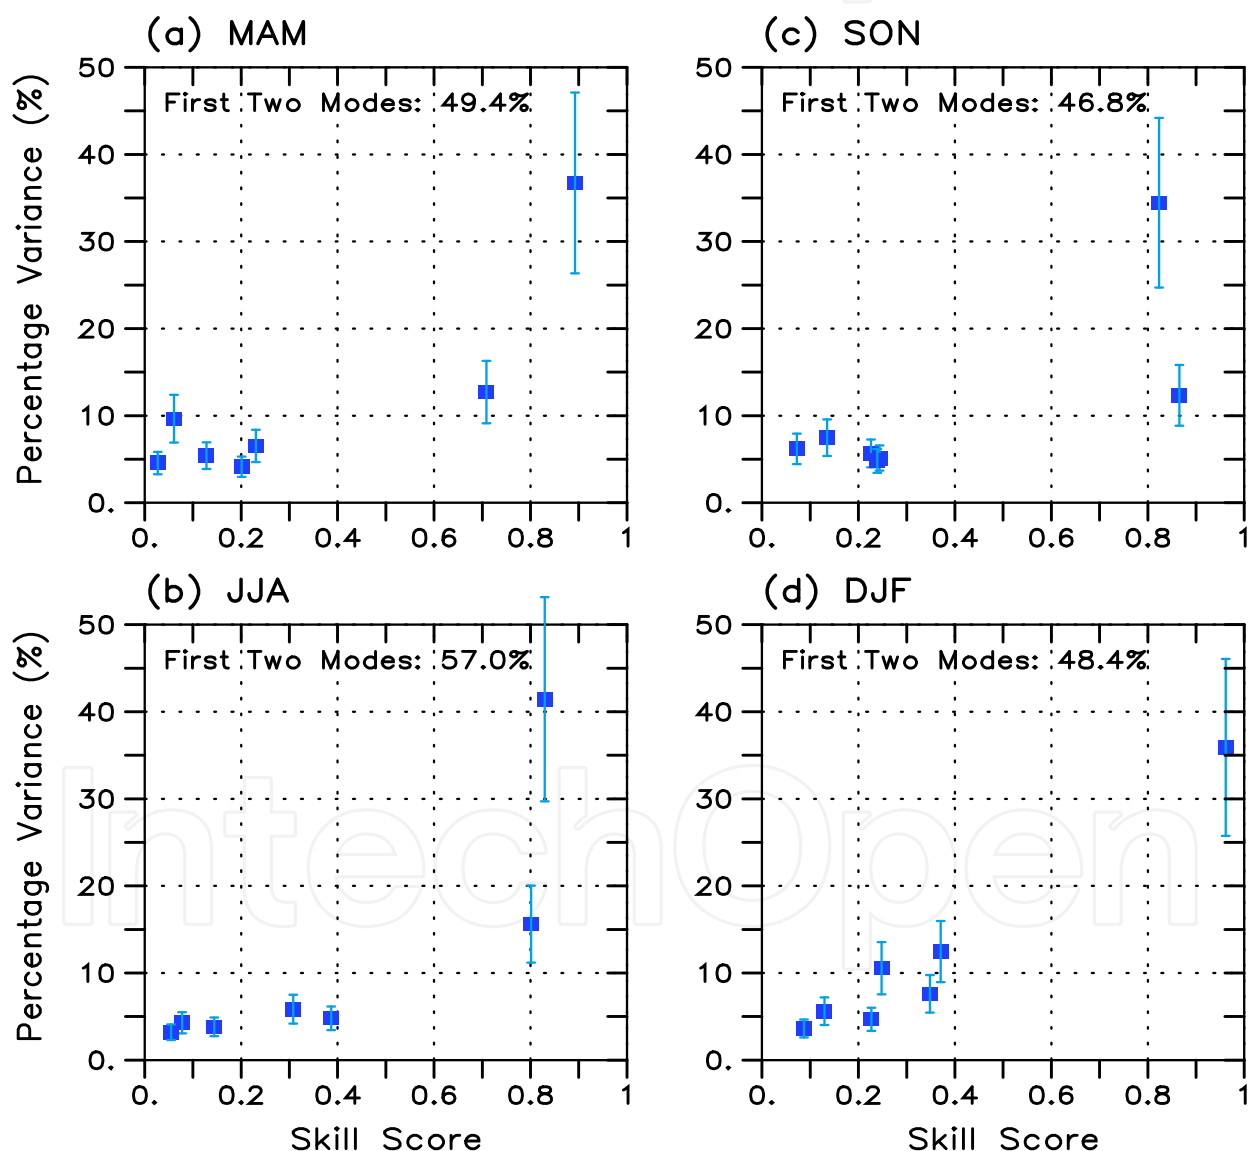 (a) MAM
Percentage Variance (%)
50
40
30
20
10
0.
First Two Modes: 49.4%
0. 0.2 0.4 0.6 0.8 1
(c) SON
50
40
30
20
10
0.
First Two Modes: 46.8%
0. 0.2 0.4 0.6 0.8 1
(b) JJA
Percentage Variance (%)
50
40
30
20
10
0.
First Two Modes: 57.0%
0. 0.2 0.4 0.6 0.8 1
Skill Score
(d) DJF
50
40
30
20
10
0.
First Two Modes: 48.4%
0. 0.2 0.4 0.6 0.8 1
Skill Score
IntechOpen